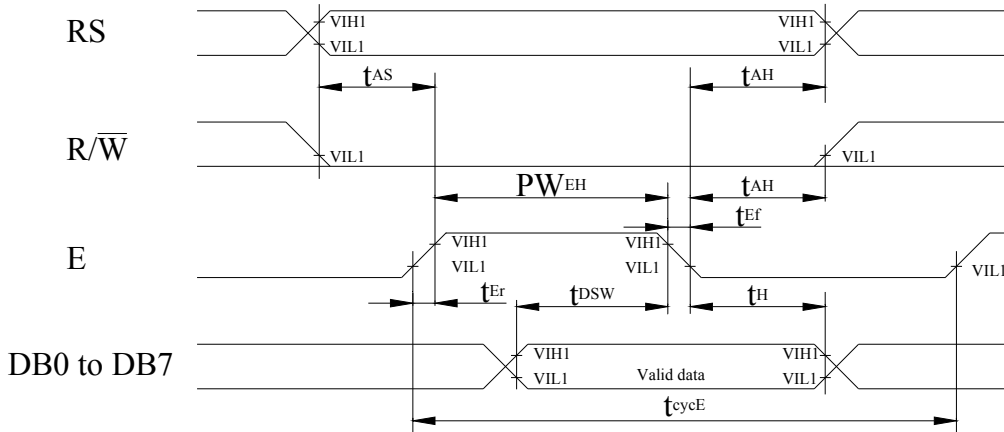 RS VIH1 VIL1 VIH1 VIL1
tAS tAH
R/W̅ VIL1 VIL1
PWEH tAH
tEf
E VIH1 VIL1 VIH1 VIL1 VIL1
tEr tDSW tH
DB0 to DB7 VIH1 VIL1 Valid data VIH1 VIL1
tcycE